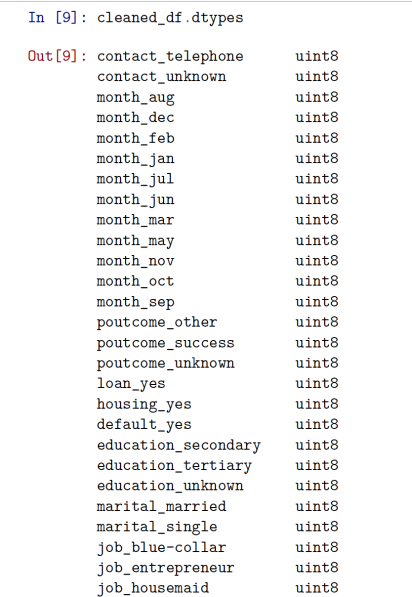 In [9]: cleaned_df.dtypes
Out[9]: contact_telephone uint8
contact_unknown uint8
month_aug uint8
month_dec uint8
month_feb uint8
month_jan uint8
month_jul uint8
month_jun uint8
month_mar uint8
month_may uint8
month_nov uint8
month_oct uint8
month_sep uint8
poutcome_other uint8
poutcome_success uint8
poutcome_unknown uint8
loan_yes uint8
housing_yes uint8
default_yes uint8
education_secondary uint8
education_tertiary uint8
education_unknown uint8
marital_married uint8
marital_single uint8
job_blue-collar uint8
job_entrepreneur uint8
job_housemaid uint8